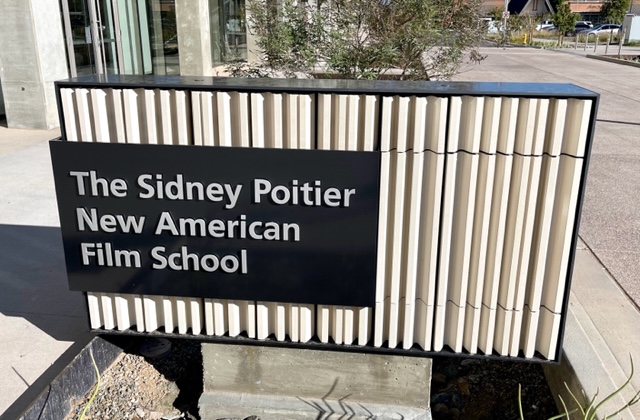 The Sidney Poitier
New American
Film School